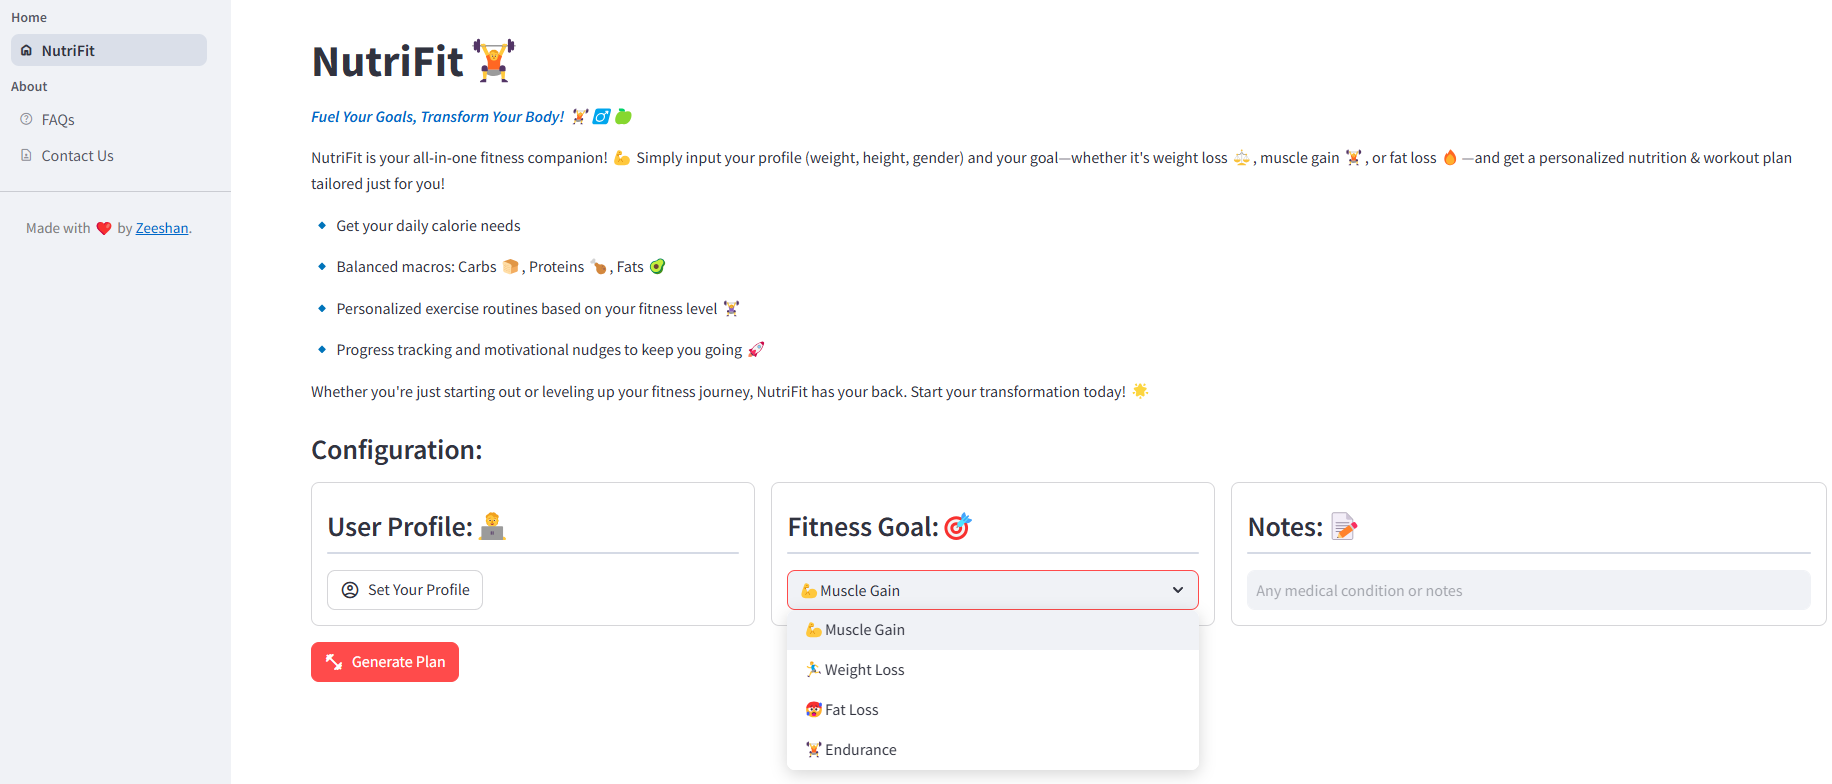 Home
NutriFit
About
FAQs
Contact Us
Made with ❤️ by Zeeshan.
NutriFit 🏋️
Fuel Your Goals, Transform Your Body! 🏋️♂️🍏
NutriFit is your all-in-one fitness companion! 💪 Simply input your profile (weight, height, gender) and your goal—whether it's weight loss ⚖️, muscle gain 🏋️, or fat loss 🔥—and get a personalized nutrition & workout plan
tailored just for you!
🔹 Get your daily calorie needs
🔹 Balanced macros: Carbs 🍞, Proteins 🍗, Fats 🥑
🔹 Personalized exercise routines based on your fitness level 🏋️‍♀️
🔹 Progress tracking and motivational nudges to keep you going 🚀
Whether you're just starting out or leveling up your fitness journey, NutriFit has your back. Start your transformation today! 🌟
Configuration:
User Profile: 🧑‍💻
Set Your Profile
Fitness Goal: 🎯
💪 Muscle Gain
💪 Muscle Gain
🏃‍♂️ Weight Loss
🥵 Fat Loss
🏋️ Endurance
Notes: 📝
Any medical condition or notes
Generate Plan